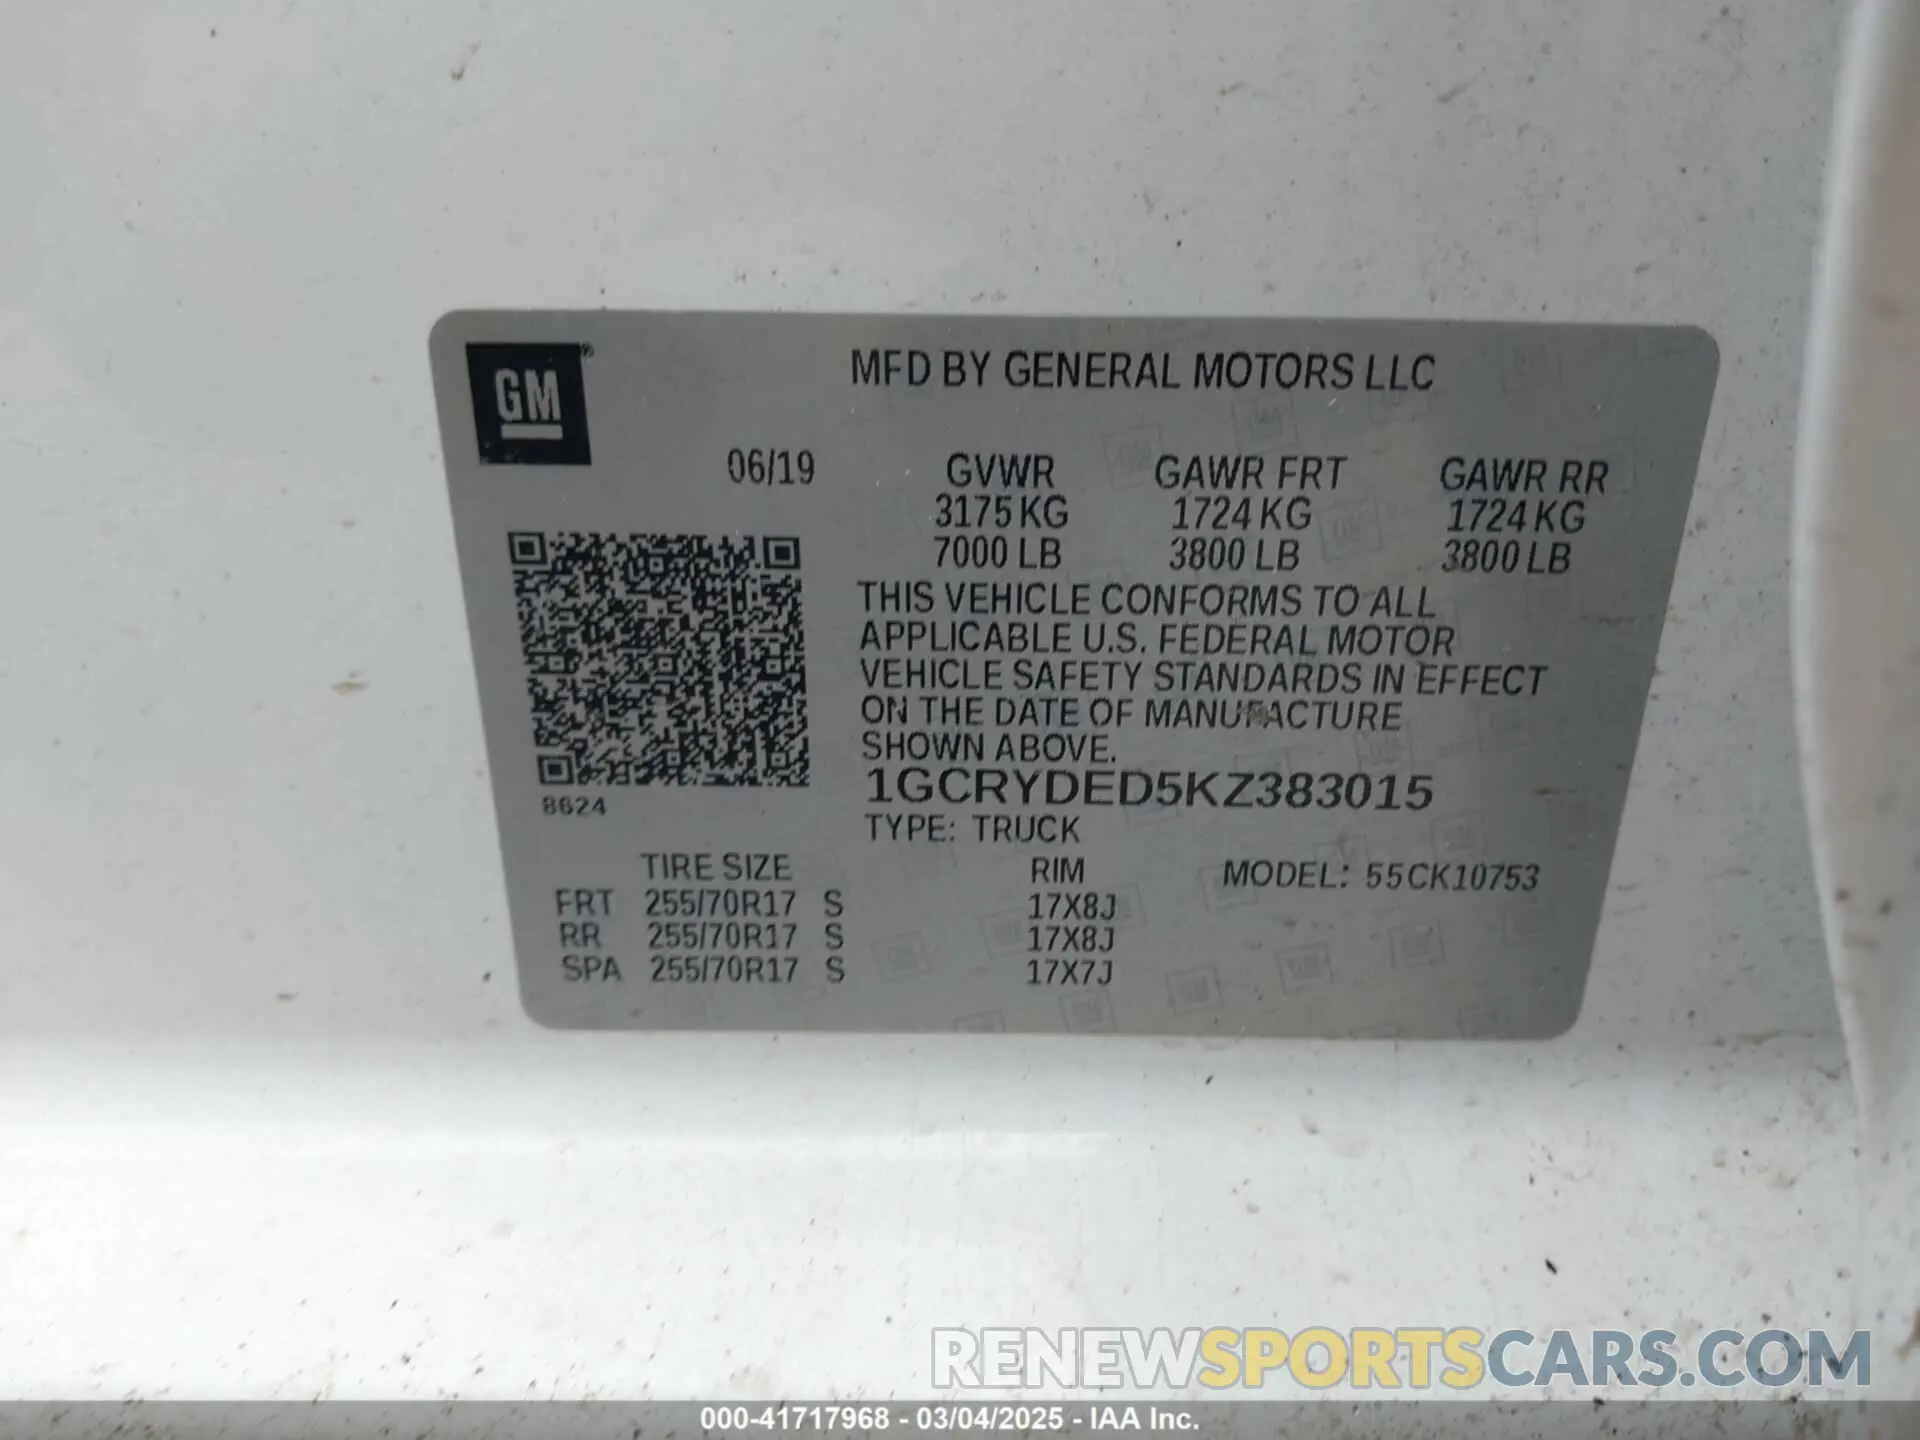 GM®
MFD BY GENERAL MOTORS LLC
06/19 GVWR GAWR FRT GAWR RR
3175 KG 1724 KG 1724 KG
7000 LB 3800 LB 3800 LB
THIS VEHICLE CONFORMS TO ALL
APPLICABLE U.S. FEDERAL MOTOR
VEHICLE SAFETY STANDARDS IN EFFECT
ON THE DATE OF MANUFACTURE
SHOWN ABOVE.
8624
1GCRYDED5KZ383015
TYPE: TRUCK
TIRE SIZE RIM MODEL: 55CK10753
FRT 255/70R17 S 17X8J
RR 255/70R17 S 17X8J
SPA 255/70R17 S 17X7J
RENEWSPORTSCARS.COM
000-41717968 - 03/04/2025 - IAA Inc.